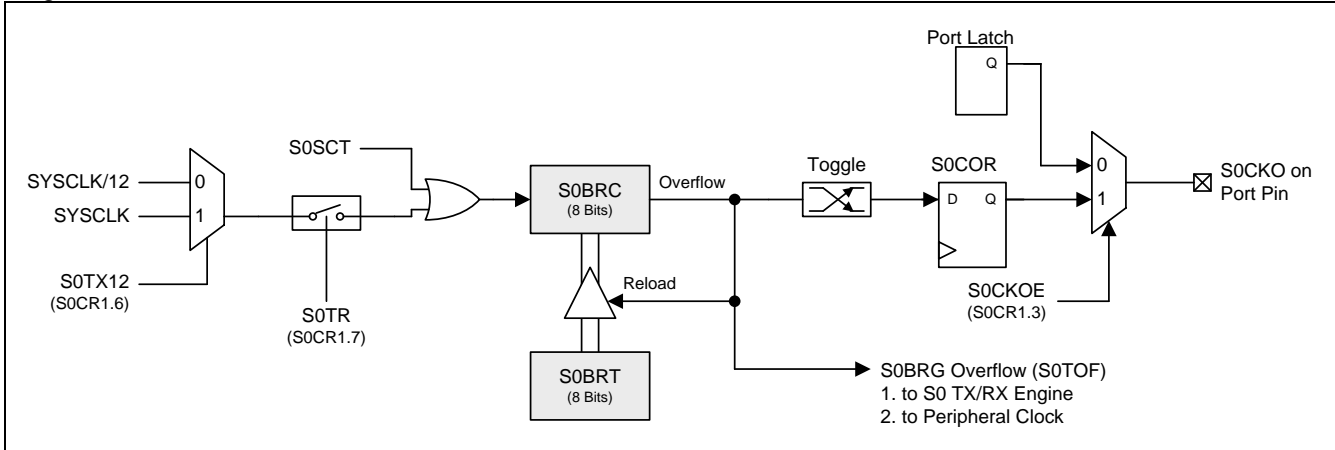 Port Latch
Q
S0SCT
SYSCLK/12
0
SYSCLK
1
S0TX12
(S0CR1.6)
S0TR
(S0CR1.7)
S0BRC
(8 Bits)
Overflow
Reload
S0BRT
(8 Bits)
Toggle
S0COR
D Q
0
1
S0CKO on
Port Pin
S0CKOE
(S0CR1.3)
S0BRG Overflow (S0TOF)
1. to S0 TX/RX Engine
2. to Peripheral Clock